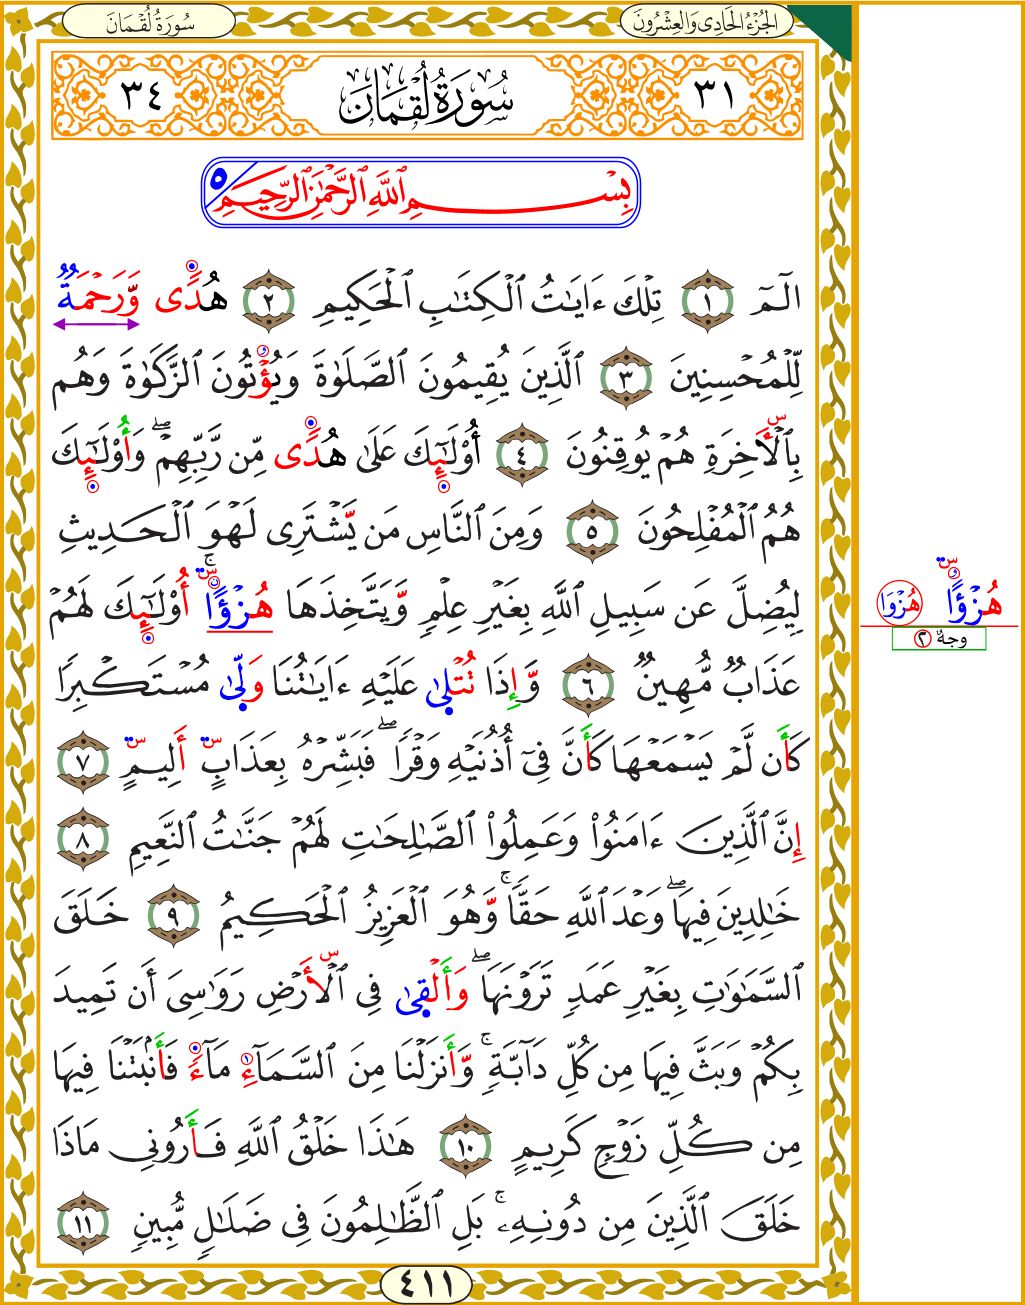 الجُزْءُ الحَادِى وَالعِشْرُونَ
سُورَةُ لُقْمَانَ
٣١ سُورَةُ لُقْمَانَ ٣٤
بِسْمِ ٱللَّهِ ٱلرَّحْمَٰنِ ٱلرَّحِيمِ ٥
الٓمٓ ١ تِلْكَ ءَايَٰتُ ٱلْكِتَٰبِ ٱلْحَكِيمِ ٢ هُدًى وَرَحْمَةً
لِّلْمُحْسِنِينَ ٣ ٱلَّذِينَ يُقِيمُونَ ٱلصَّلَوٰةَ وَيُؤْتُونَ ٱلزَّكَوٰةَ وَهُم
بِٱلْأَخِرَةِ هُمْ يُوقِنُونَ ٤ أُوْلَٰٓئِكَ عَلَىٰ هُدًى مِّن رَّبِّهِمْ ۖ وَأُوْلَٰٓئِكَ
هُمُ ٱلْمُفْلِحُونَ ٥ وَمِنَ ٱلنَّاسِ مَن يَشْتَرِى لَهْوَ ٱلْحَدِيثِ
لِيُضِلَّ عَن سَبِيلِ ٱللَّهِ بِغَيْرِ عِلْمٍ وَيَتَّخِذَهَا هُزُؤًا ۚ أُوْلَٰٓئِكَ لَهُمْ
هُزْؤًا هُزْوَا
وجهٌ ٢
عَذَابٌ مُّهِينٌ ٦ وَإِذَا تُتْلَىٰ عَلَيْهِ ءَايَٰتُنَا وَلَّىٰ مُسْتَكْبِرًا
كَأَن لَّمْ يَسْمَعْهَا كَأَنَّ فِىٓ أُذُنَيْهِ وَقْرًا ۖ فَبَشِّرْهُ بِعَذَابٍ أَلِيمٍ ٧
إِنَّ ٱلَّذِينَ ءَامَنُوا۟ وَعَمِلُوا۟ ٱلصَّٰلِحَٰتِ لَهُمْ جَنَّٰتُ ٱلنَّعِيمِ ٨
خَٰلِدِينَ فِيهَا ۖ وَعْدَ ٱللَّهِ حَقًّا ۚ وَهُوَ ٱلْعَزِيزُ ٱلْحَكِيمُ ٩ خَلَقَ
ٱلسَّمَٰوَٰتِ بِغَيْرِ عَمَدٍ تَرَوْنَهَا ۖ وَأَلْقَىٰ فِى ٱلْأَرْضِ رَوَٰسِىَ أَن تَمِيدَ
بِكُمْ وَبَثَّ فِيهَا مِن كُلِّ دَآبَّةٍ ۚ وَأَنزَلْنَا مِنَ ٱلسَّمَآءِ مَآءً فَأَنۢبَتْنَا فِيهَا
مِن كُلِّ زَوْجٍ كَرِيمٍ ١٠ هَٰذَا خَلْقُ ٱللَّهِ فَأَرُونِى مَاذَا
خَلَقَ ٱلَّذِينَ مِن دُونِهِۦ ۚ بَلِ ٱلظَّٰلِمُونَ فِى ضَلَٰلٍ مُّبِينٍ ١١
٤١١